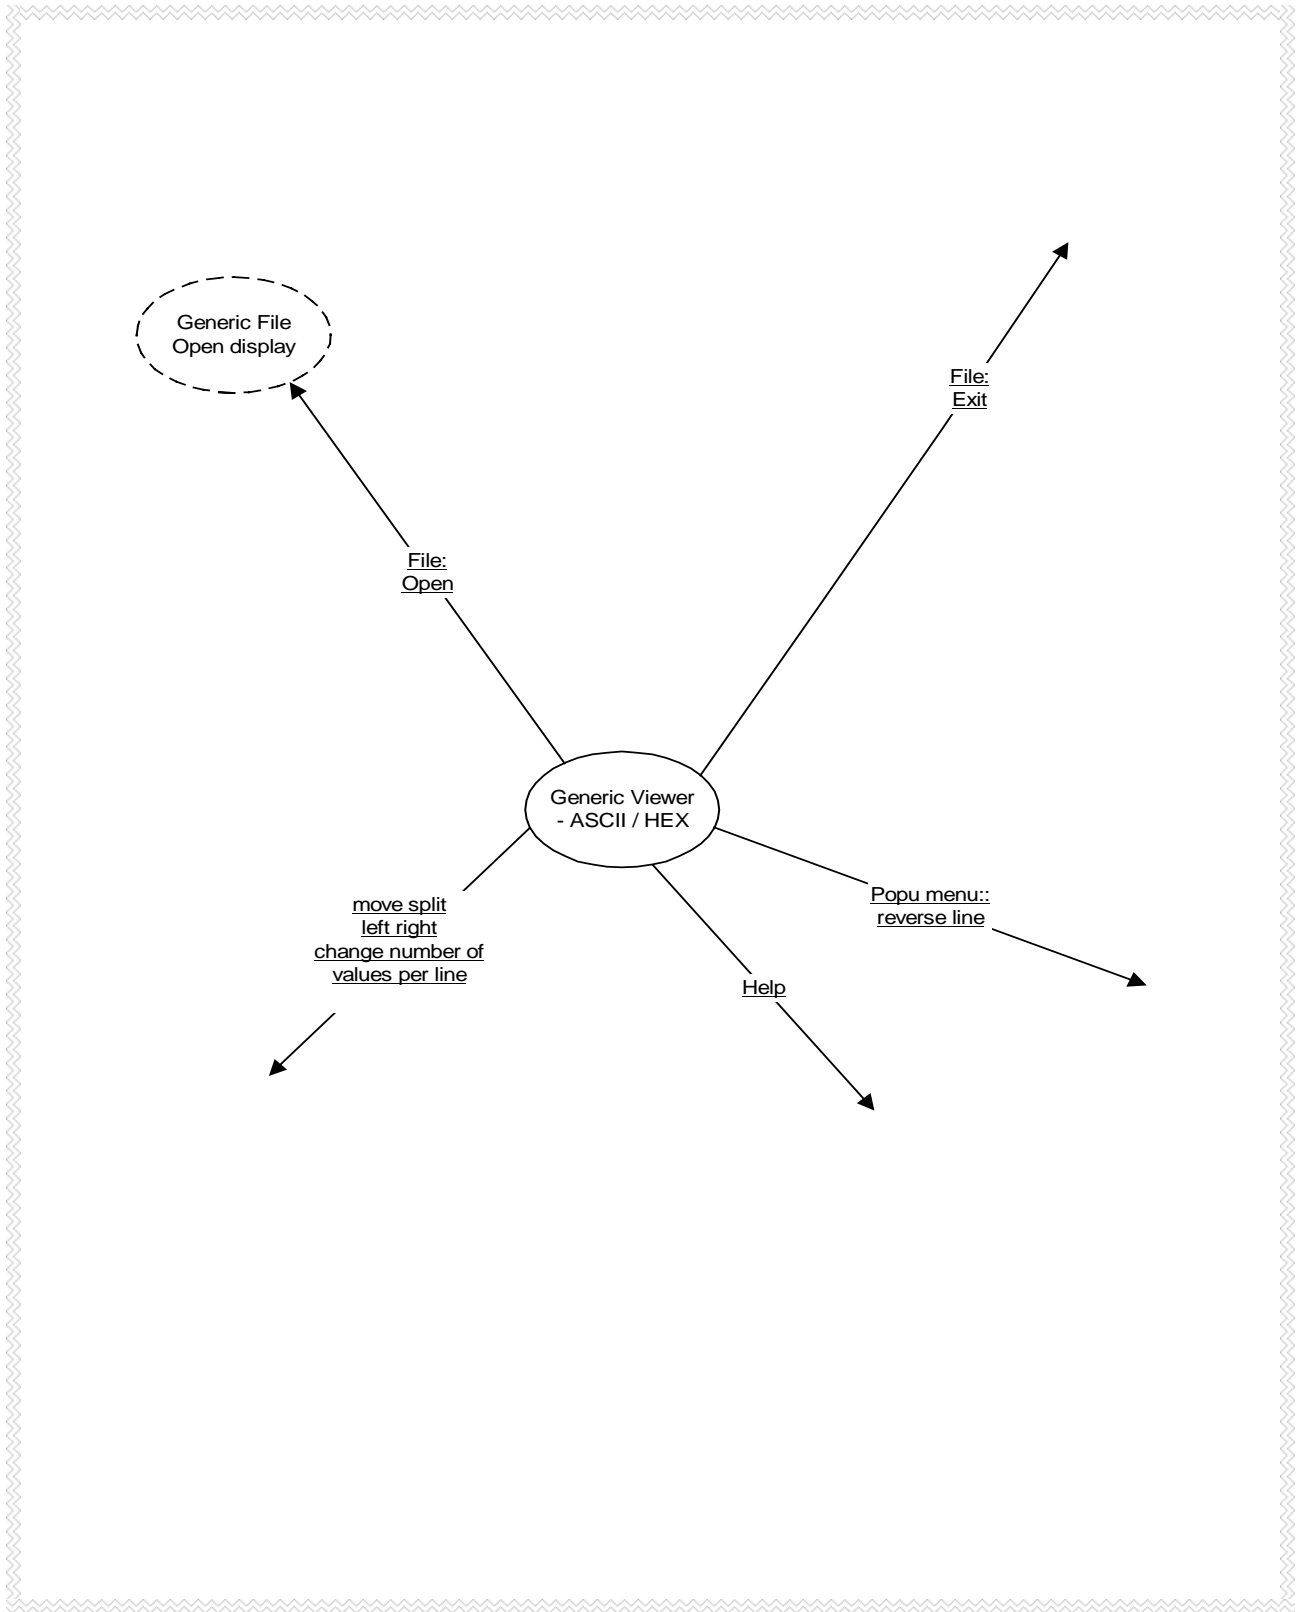 Generic File
Open display
File:
Exit
File:
Open
Generic Viewer
- ASCII / HEX
Popu menu::
reverse line
move split
left right
change number of
values per line
Help